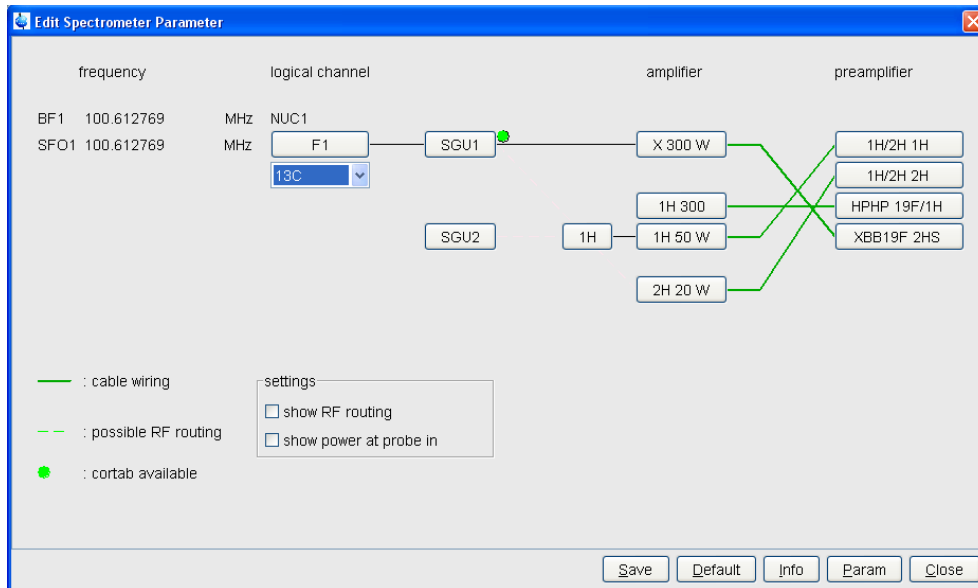 Edit Spectrometer Parameter
frequency logical channel amplifier preamplifier
BF1 100.612769 MHz NUC1
SFO1 100.612769 MHz F1 SGU1 X 300 W 1H/2H 1H
13C 1H/2H 2H
1H 300 HPHP 19F/1H
SGU2 1H 1H 50 W XBB19F 2HS
2H 20 W
: cable wiring settings
show RF routing
: possible RF routing show power at probe in
: cortab available
Save Default Info Param Close